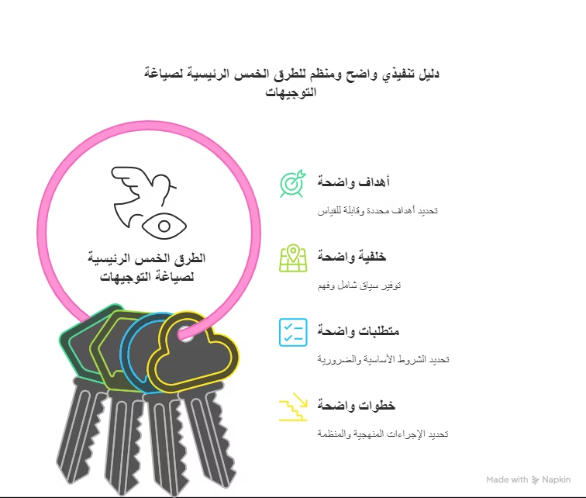 دليل تنفيذي واضح ومنظم للطرق الخمس الرئيسية لصياغة
التوجيهات
الطرق الخمس الرئيسية
لصياغة التوجيهات
أهداف واضحة
تحديد أهداف محددة وقابلة للقياس
خلفية واضحة
توفير سياق شامل وفهم
متطلبات واضحة
تحديد الشروط الأساسية والضرورية
خطوات واضحة
تحديد الإجراءات المنهجية والمنظمة
Made with Napkin